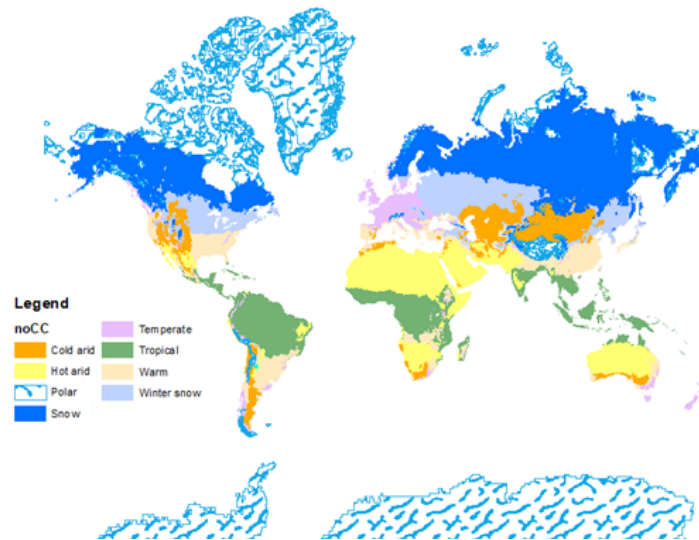 Legend
noCC
Cold arid
Hot arid
Polar
Snow
Temperate
Tropical
Warm
Winter snow